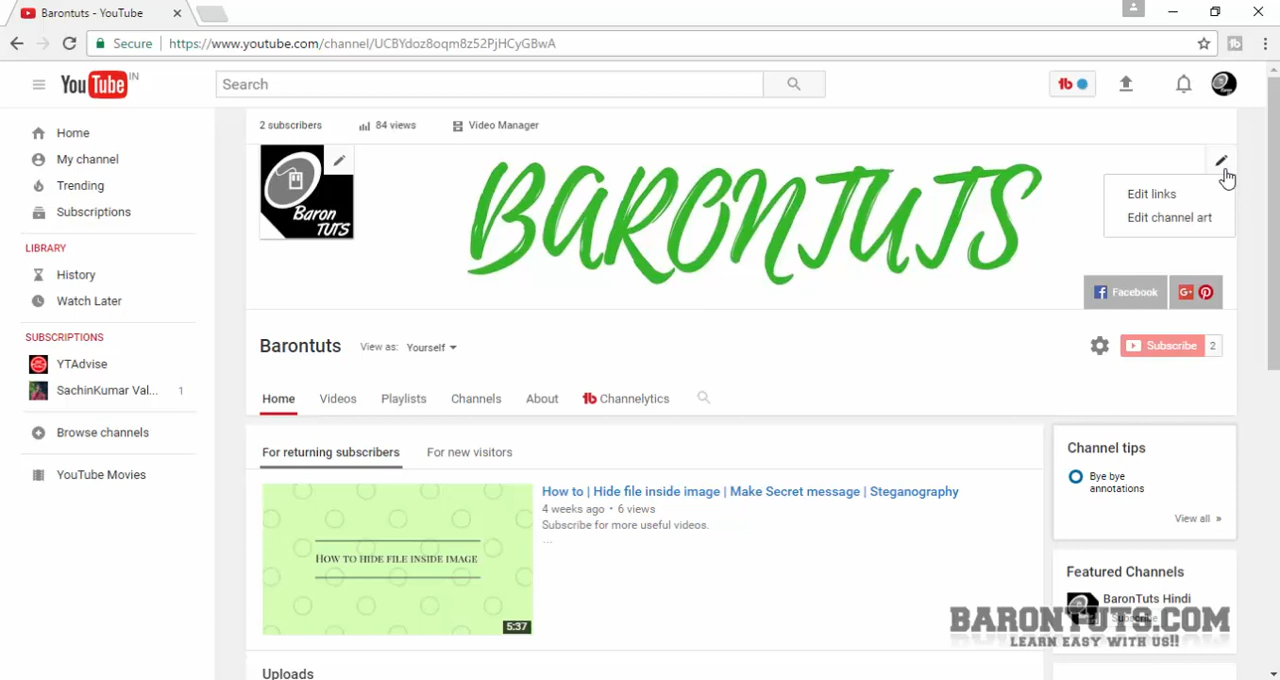 Barontuts - YouTube
Secure
https://www.youtube.com/channel/UCBYdoz8oqm8z52PjHCyGBwA
YouTube IN
Search
2 subscribers
84 views
Video Manager
Home
My channel
Trending
Subscriptions
LIBRARY
History
Watch Later
SUBSCRIPTIONS
YTAdvise
SachinKumar Val... 1
Browse channels
YouTube Movies
Baron
TUTS
BARONTUTS
Edit links
Edit channel art
Facebook
Barontuts
View as: Yourself
Subscribe 2
Home
Videos
Playlists
Channels
About
Channelytics
For returning subscribers
For new visitors
HOW TO HIDE FILE INSIDE IMAGE
5:37
How to | Hide file inside image | Make Secret message | Steganography
4 weeks ago • 6 views
Subscribe for more useful videos.
...
Uploads
Channel tips
Bye bye
annotations
View all »
Featured Channels
BaronTuts Hindi
Subscribe
BARONTUTS.COM
LEARN EASY WITH US!!